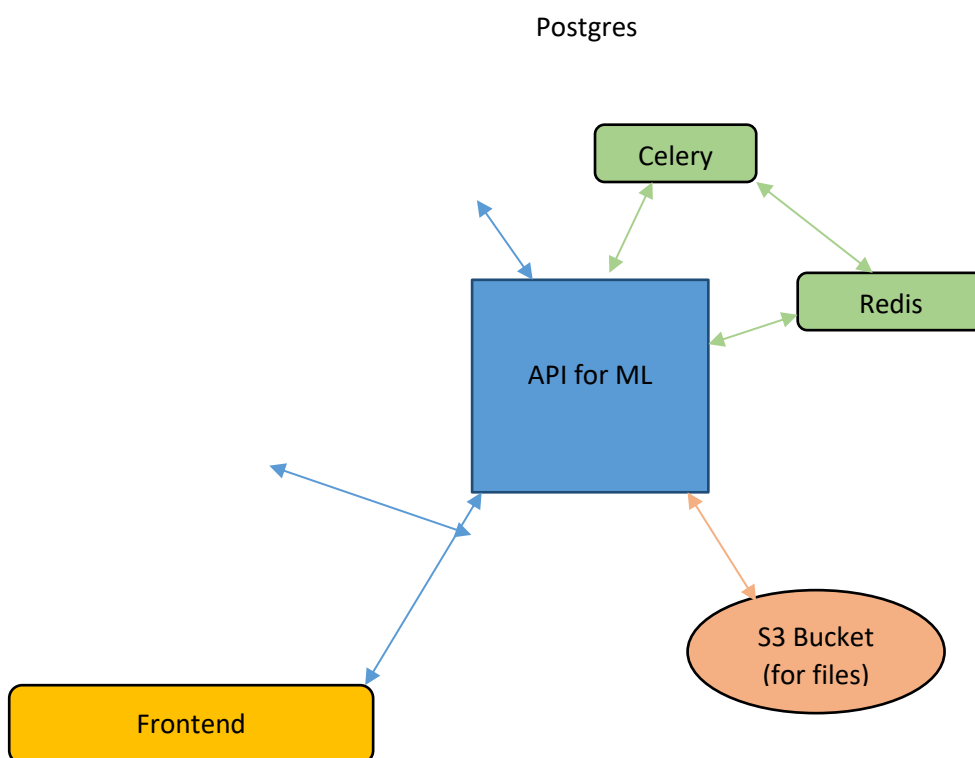 Postgres
Celery
Redis
API for ML
S3 Bucket
(for files)
Frontend